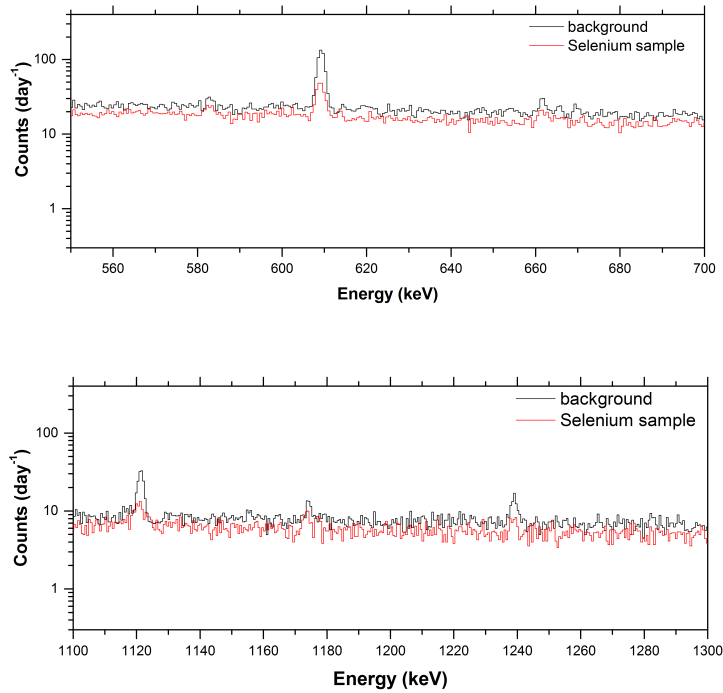 background
Selenium sample
100
10
1
Counts (day-1)
560 580 600 620 640 660 680 700
Energy (keV)
background
Selenium sample
100
10
1
Counts (day-1)
1100 1120 1140 1160 1180 1200 1220 1240 1260 1280 1300
Energy (keV)